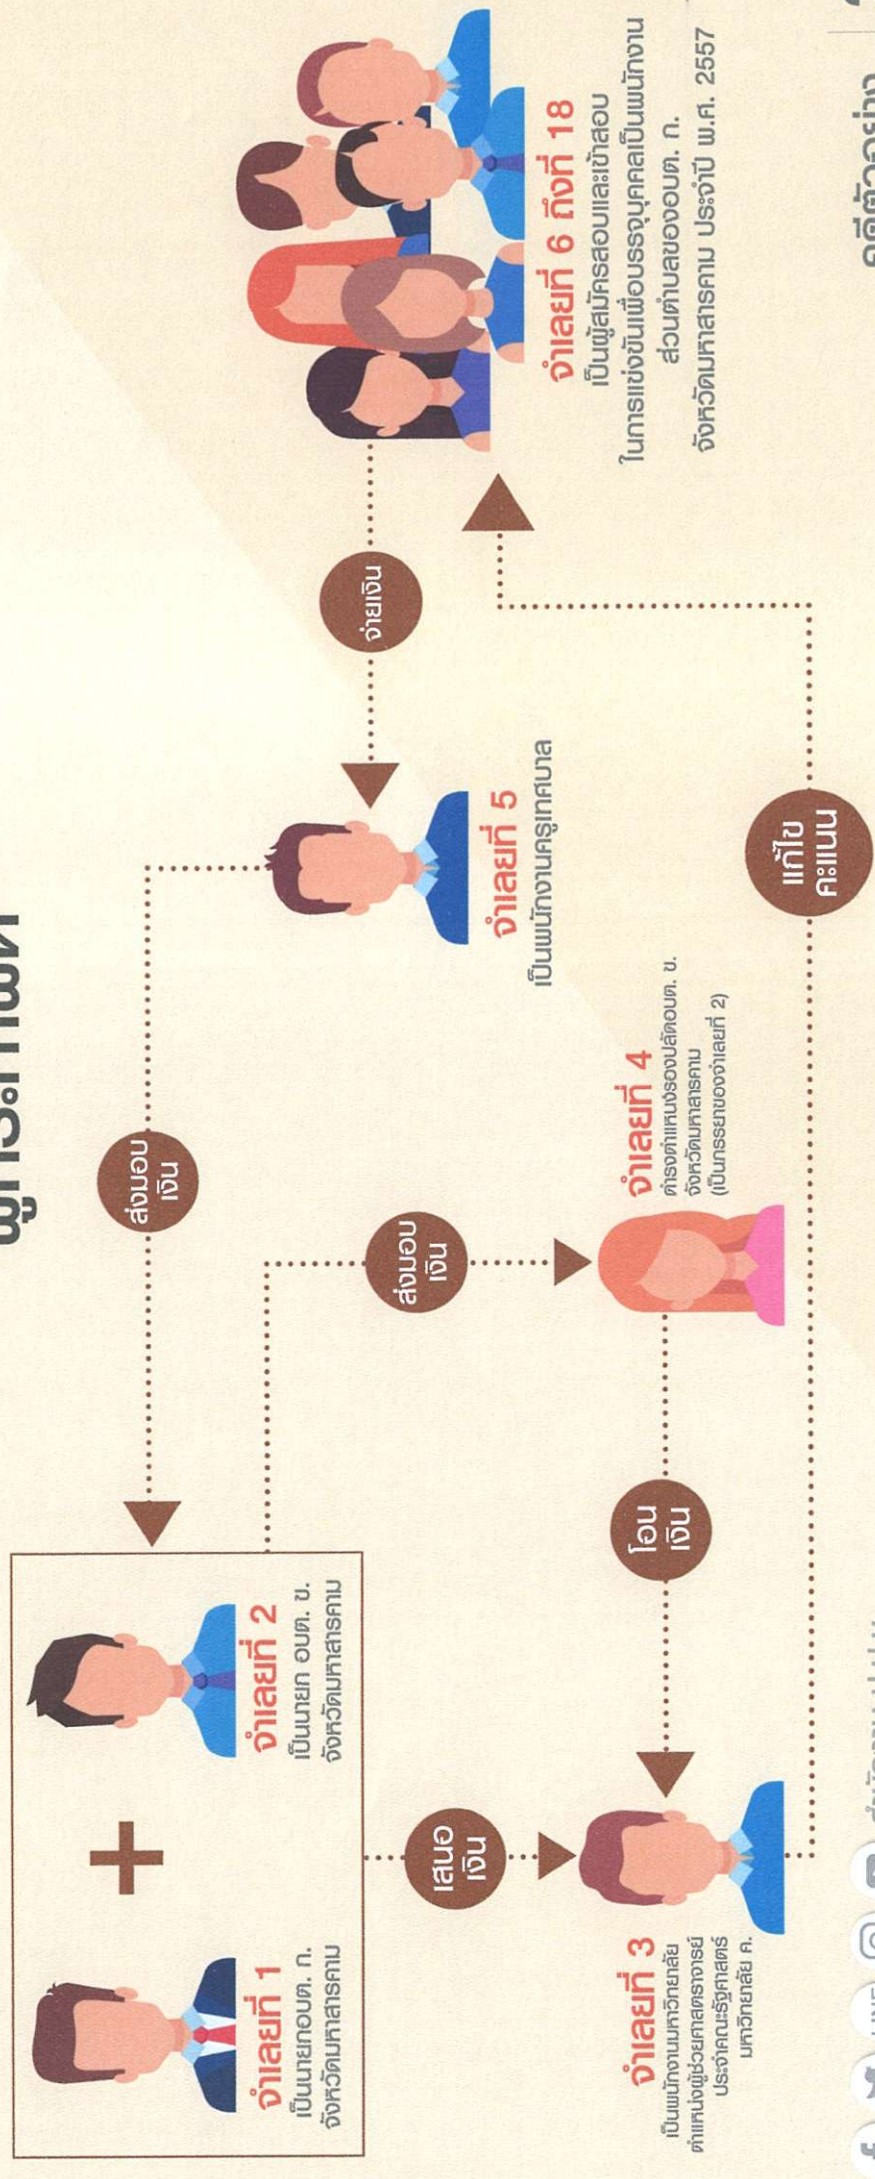 จำเลยที่ 1
เป็นนายกอบต. ก.
จังหวัดมหาสารคาม
จำเลยที่ 2
เป็นนายก อบต. ข.
จังหวัดมหาสารคาม
ส่งมอบ
เงิน
จ่ายเงิน
จำเลยที่ 5
เป็นพนักงานครูเทศบาล
จำเลยที่ 6 ถึงที่ 18
เป็นผู้สมัครสอบและเข้าสอบ
ในการแข่งขันเพื่อบรรจุบุคคลเป็นพนักงาน
ส่วนตำบลของอบต. ก.
จังหวัดมหาสารคาม ประจำปี พ.ศ. 2557
เสนอ
เงิน
ส่งมอบ
เงิน
จำเลยที่ 3
เป็นพนักงานมหาวิทยาลัย
ตำแหน่งผู้ช่วยศาสตราจารย์
ประจำคณะรัฐศาสตร์
มหาวิทยาลัย ค.
โอน
เงิน
จำเลยที่ 4
ดำรงตำแหน่งรองปลัดอบต. ข.
จังหวัดมหาสารคาม
(เป็นภรรยาของจำเลยที่ 2)
แก้ไข
คะแนน